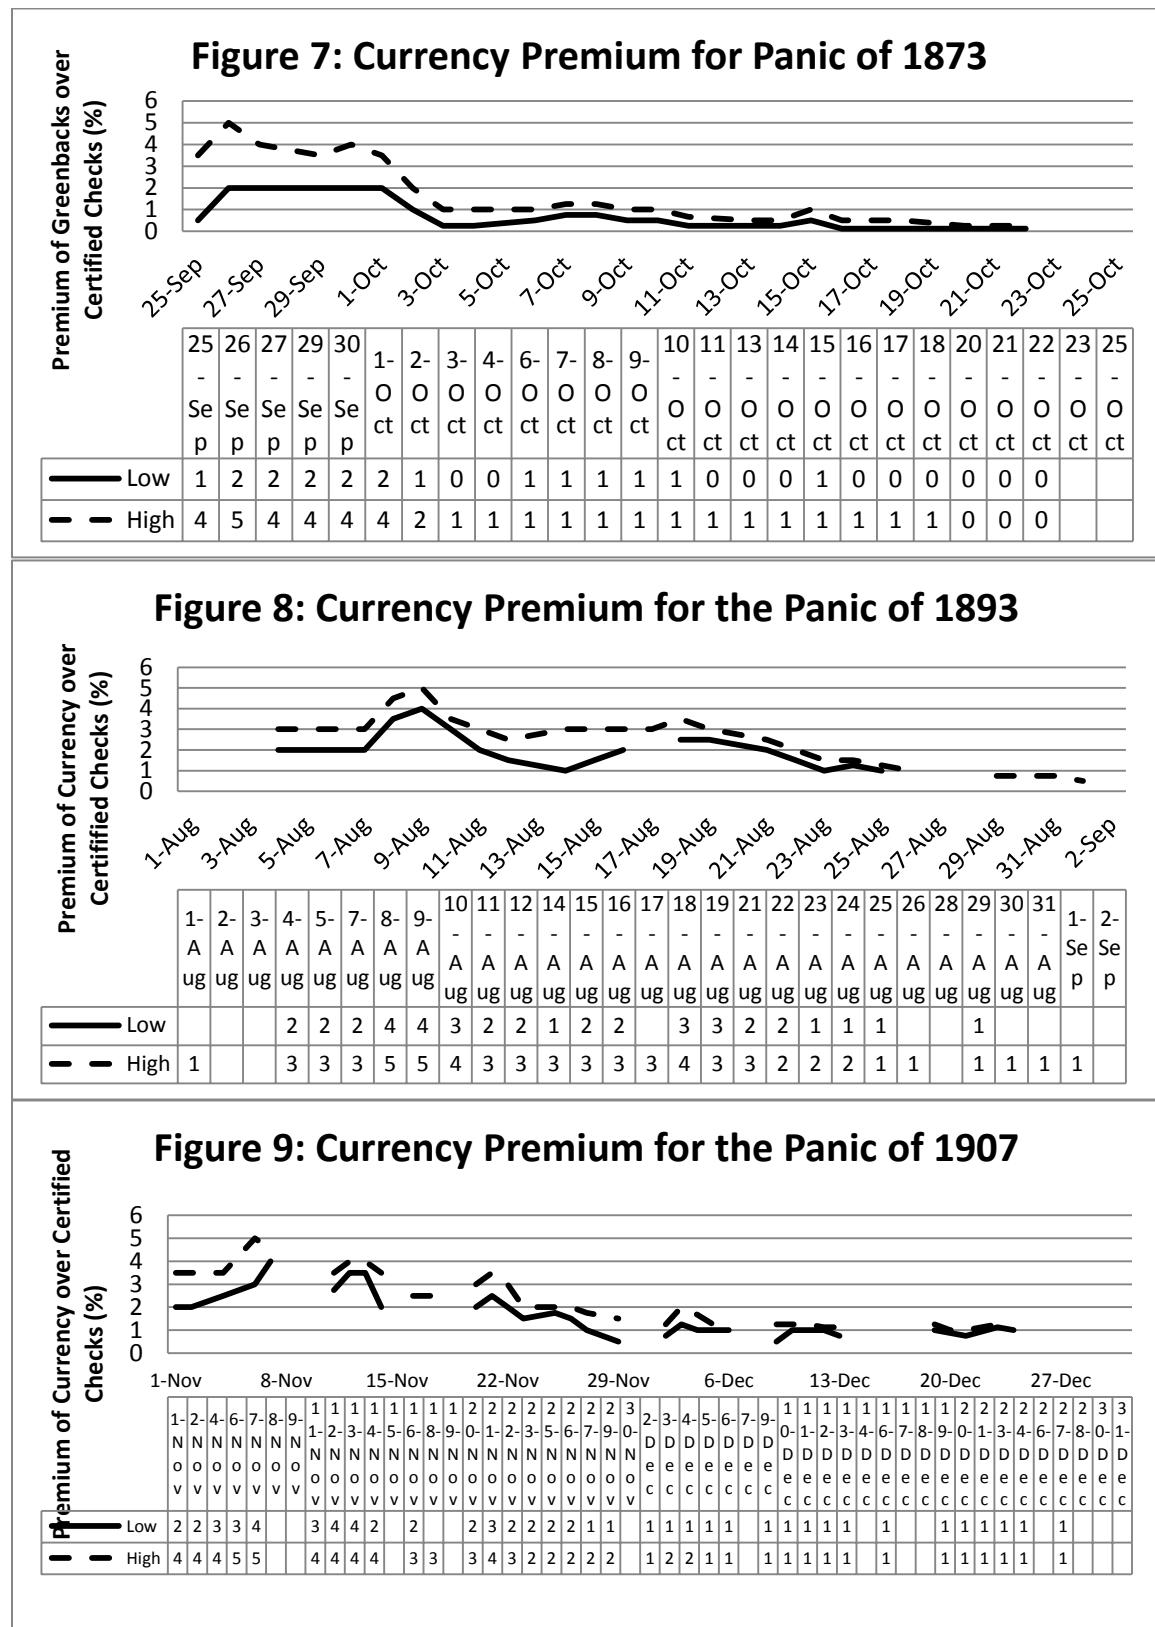 Figure 7: Currency Premium for Panic of 1873
Premium of Greenbacks over
Certified Checks (%)
6
5
4
3
2
1
0
25-Sep 27-Sep 29-Sep 1-Oct 3-Oct 5-Oct 7-Oct 9-Oct 11-Oct 13-Oct 15-Oct 17-Oct 19-Oct 21-Oct 23-Oct 25-Oct
25-Sep 26-Sep 27-Sep 29-Sep 30-Sep 1-Oct 2-Oct 3-Oct 4-Oct 6-Oct 7-Oct 8-Oct 9-Oct 10-Oct 11-Oct 13-Oct 14-Oct 15-Oct 16-Oct 17-Oct 18-Oct 20-Oct 21-Oct 22-Oct 23-Oct 25-Oct
Low 1 2 2 2 2 2 1 0 0 1 1 1 1 1 0 0 0 1 0 0 0 0 0 0
High 4 5 4 4 4 4 2 1 1 1 1 1 1 1 1 1 1 1 1 1 1 0 0 0
Figure 8: Currency Premium for the Panic of 1893
Premium of Currency over
Certifified Checks (%)
6
5
4
3
2
1
0
1-Aug 3-Aug 5-Aug 7-Aug 9-Aug 11-Aug 13-Aug 15-Aug 17-Aug 19-Aug 21-Aug 23-Aug 25-Aug 27-Aug 29-Aug 31-Aug 2-Sep
1-Aug 2-Aug 3-Aug 4-Aug 5-Aug 7-Aug 8-Aug 9-Aug 10-Aug 11-Aug 12-Aug 14-Aug 15-Aug 16-Aug 17-Aug 18-Aug 19-Aug 21-Aug 22-Aug 23-Aug 24-Aug 25-Aug 26-Aug 28-Aug 29-Aug 30-Aug 31-Aug 1-Sep 2-Sep
Low 2 2 2 4 4 3 2 2 1 2 2 3 3 2 2 1 1 1 1
High 1 3 3 3 5 5 4 3 3 3 3 3 3 4 3 3 2 2 2 1 1 1 1 1 1
Figure 9: Currency Premium for the Panic of 1907
Premium of Currency over Certified
Checks (%)
6
5
4
3
2
1
0
1-Nov 8-Nov 15-Nov 22-Nov 29-Nov 6-Dec 13-Dec 20-Dec 27-Dec
1-Nov 2-Nov 4-Nov 6-Nov 7-Nov 8-Nov 9-Nov 11-Nov 12-Nov 13-Nov 14-Nov 15-Nov 16-Nov 18-Nov 19-Nov 20-Nov 21-Nov 22-Nov 23-Nov 25-Nov 26-Nov 27-Nov 29-Nov 30-Nov 2-Dec 3-Dec 4-Dec 5-Dec 6-Dec 7-Dec 9-Dec 10-Dec 11-Dec 12-Dec 13-Dec 14-Dec 16-Dec 17-Dec 18-Dec 19-Dec 20-Dec 21-Dec 23-Dec 24-Dec 26-Dec 27-Dec 28-Dec 30-Dec 31-Dec
Low 2 2 3 3 4 3 4 4 2 2 2 3 2 2 2 2 1 1 1 1 1 1 1 1 1 1 1 1 1 1 1 1 1 1 1
High 4 4 4 5 5 4 4 4 4 3 3 3 4 3 2 2 2 2 2 1 2 2 1 1 1 1 1 1 1 1 1 1 1 1 1 1